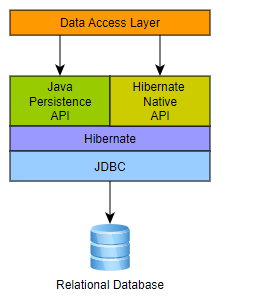 Data Access Layer
Java
Persistence
API
Hibernate
Native
API
Hibernate
JDBC
Relational Database